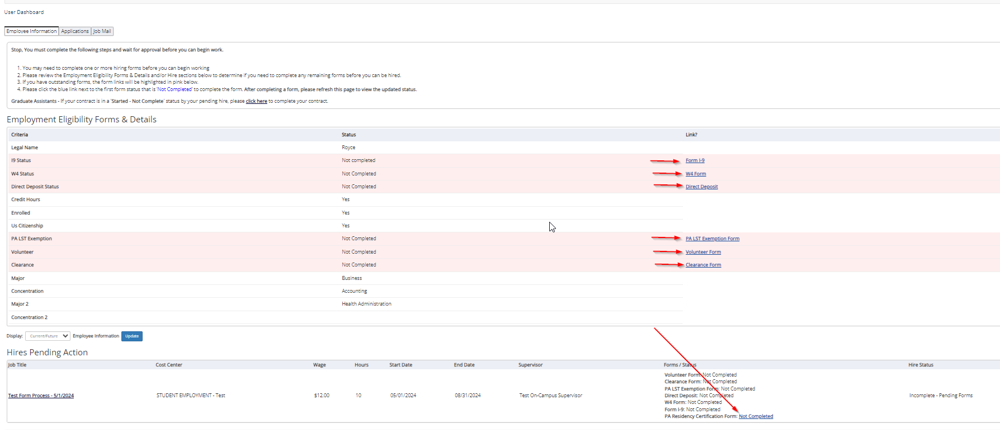 User Dashboard
Employee Information Applications Job Mail
Stop, You must complete the following steps and wait for approval before you can begin work.
1. You may need to complete one or more hiring forms before you can begin working
2. Please review the Employment Eligibility Forms & Details and/or Hire sections below to determine if you need to complete any remaining forms before you can be hired.
3. If you have outstanding forms, the form links will be highlighted in pink below.
4. Please click the blue link next to the first form status that is 'Not Completed' to complete the form. After completing a form, please refresh this page to view the updated status.
Graduate Assistants - If your contract is in a 'Started - Not Complete' status by your pending hire, please click here to complete your contract.
Employment Eligibility Forms & Details
Criteria Status Link?
Legal Name Royce
I9 Status Not completed Form I-9
W4 Status Not Completed W4 Form
Direct Deposit Status Not Completed Direct Deposit
Credit Hours Yes
Enrolled Yes
Us Citizenship Yes
PA LST Exemption Not Completed PA LST Exemption Form
Volunteer Not Completed Volunteer Form
Clearance Not Completed Clearance Form
Major Business
Concentration Accounting
Major 2 Health Administration
Concentration 2
Display: Current/Future Employee Information Update
Hires Pending Action
Job Title Cost Center Wage Hours Start Date End Date Supervisor Forms / Status Hire Status
Volunteer Form: Not Completed
Clearance Form: Not Completed
PA LST Exemption Form: Not Completed
Test Form Process - 5/1/2024 STUDENT EMPLOYMENT - Test $12.00 10 05/01/2024 08/31/2024 Test On-Campus Supervisor Direct Deposit: Not Completed Incomplete - Pending Forms
W4 Form: Not Completed
Form I-9: Not Completed
PA Residency Certification Form: Not Completed